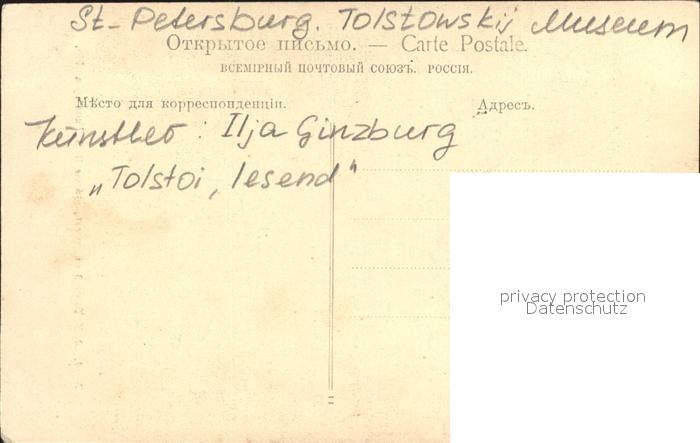 St-Petersburg. Tolstowskij Museum
Открытое письмо. — Carte Postale.
ВСЕМІРНЫЙ ПОЧТОВЫЙ СОЮЗЪ. РОССІЯ.
Мѣсто для корреспонденціи.
Адресъ.
Künstler : Ilja Ginzburg
„Tolstoi, lesend"
privacy protection
Datenschutz